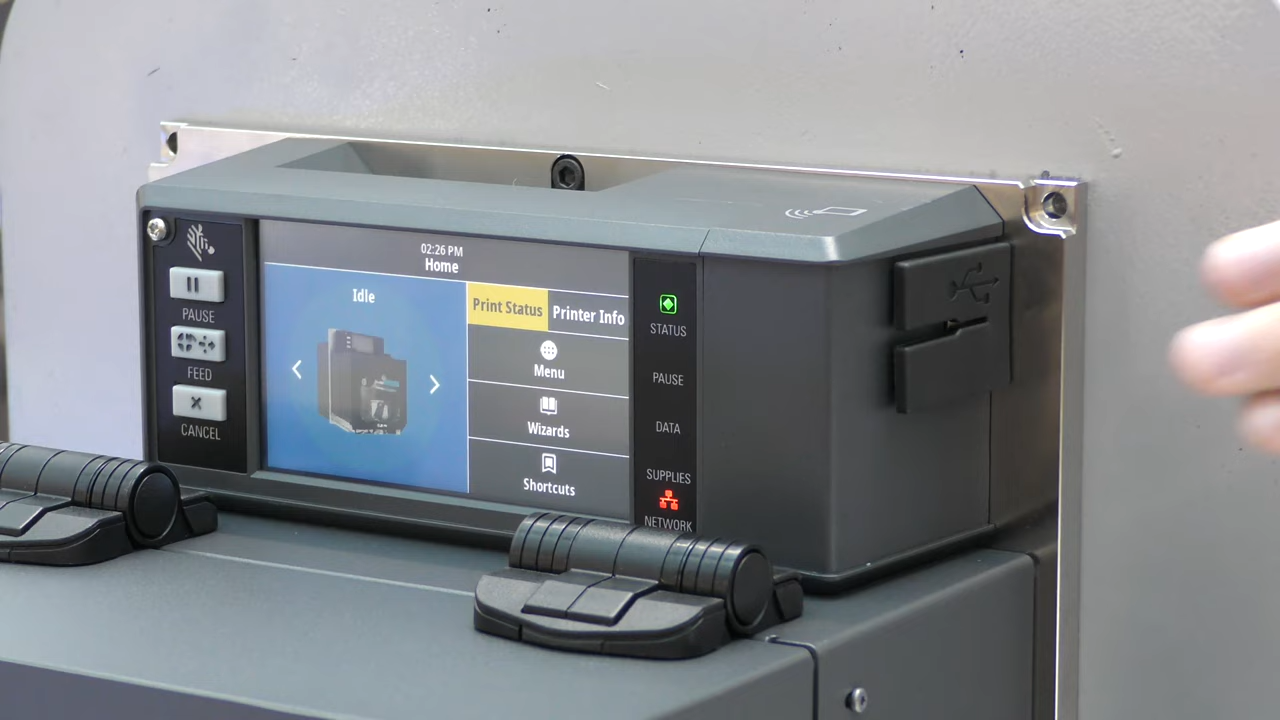 PAUSE
FEED
CANCEL
02:26 PM
Home
Idle
Print Status
Printer Info
Menu
Wizards
Shortcuts
STATUS
PAUSE
DATA
SUPPLIES
NETWORK